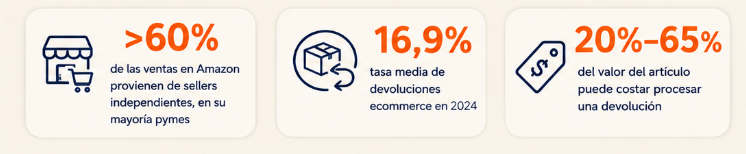 >60%
de las ventas en Amazon
provienen de sellers
independientes, en su
mayoría pymes
16,9%
tasa media de
devoluciones
ecommerce en 2024
20%–65%
del valor del artículo
puede costar procesar
una devolución
$